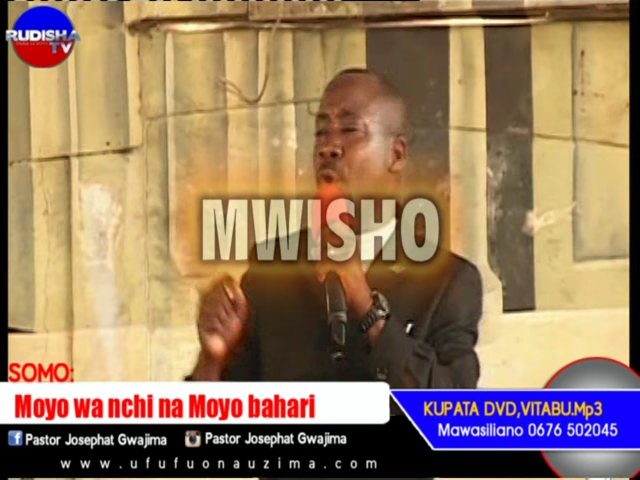 RUDISHA
TV
MWISHO
SOMO:
Moyo wa nchi na Moyo bahari
KUPATA DVD,VITABU.Mp3
Mawasiliano 0676 502045
Pastor Josephat Gwajima
Pastor Josephat Gwajima
www.ufufuonauzima.com